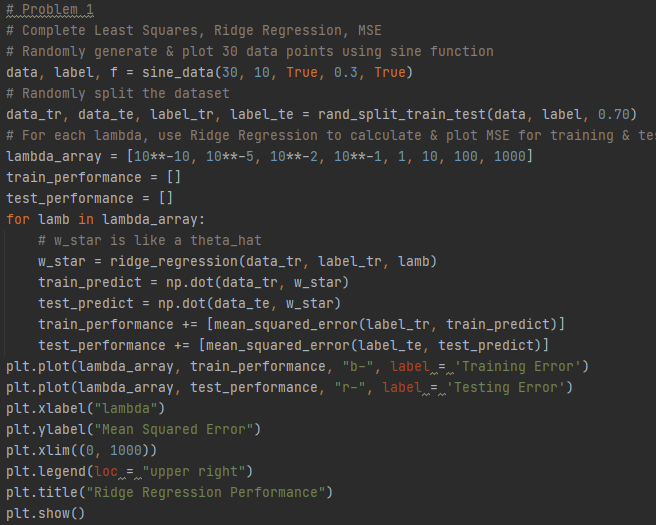 # Problem 1
# Complete Least Squares, Ridge Regression, MSE
# Randomly generate & plot 30 data points using sine function
data, label, f = sine_data(30, 10, True, 0.3, True)
# Randomly split the dataset
data_tr, data_te, label_tr, label_te = rand_split_train_test(data, label, 0.70)
# For each lambda, use Ridge Regression to calculate & plot MSE for training & te
lambda_array = [10**-10, 10**-5, 10**-2, 10**-1, 1, 10, 100, 1000]
train_performance = []
test_performance = []
for lamb in lambda_array:
    # w_star is like a theta_hat
    w_star = ridge_regression(data_tr, label_tr, lamb)
    train_predict = np.dot(data_tr, w_star)
    test_predict = np.dot(data_te, w_star)
    train_performance += [mean_squared_error(label_tr, train_predict)]
    test_performance += [mean_squared_error(label_te, test_predict)]
plt.plot(lambda_array, train_performance, "b-", label = 'Training Error')
plt.plot(lambda_array, test_performance, "r-", label = 'Testing Error')
plt.xlabel("lambda")
plt.ylabel("Mean Squared Error")
plt.xlim((0, 1000))
plt.legend(loc = "upper right")
plt.title("Ridge Regression Performance")
plt.show()